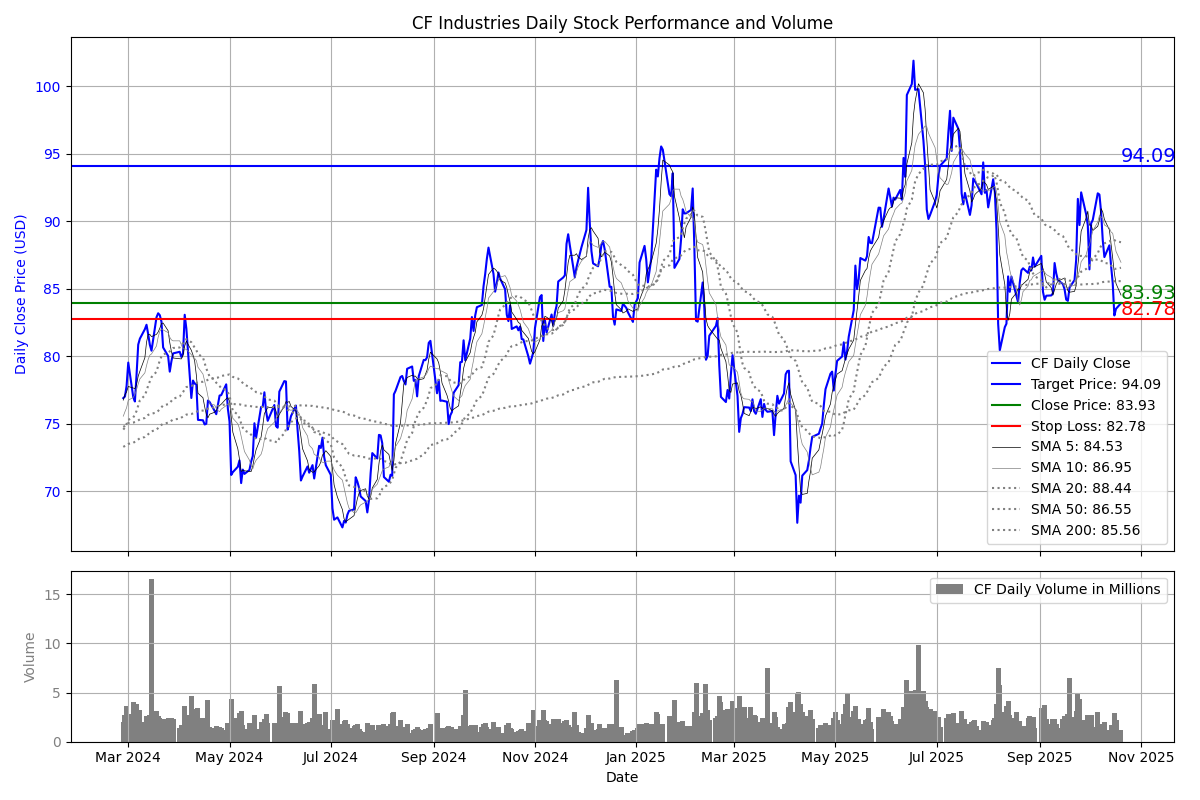 CF Industries Daily Stock Performance and Volume
Daily Close Price (USD)
100
95
90
85
80
75
70
94.09
83.93
82.78
CF Daily Close
Target Price: 94.09
Close Price: 83.93
Stop Loss: 82.78
SMA 5: 84.53
SMA 10: 86.95
SMA 20: 88.44
SMA 50: 86.55
SMA 200: 85.56
Volume
15
10
5
0
CF Daily Volume in Millions
Mar 2024 May 2024 Jul 2024 Sep 2024 Nov 2024 Jan 2025 Mar 2025 May 2025 Jul 2025 Sep 2025 Nov 2025
Date